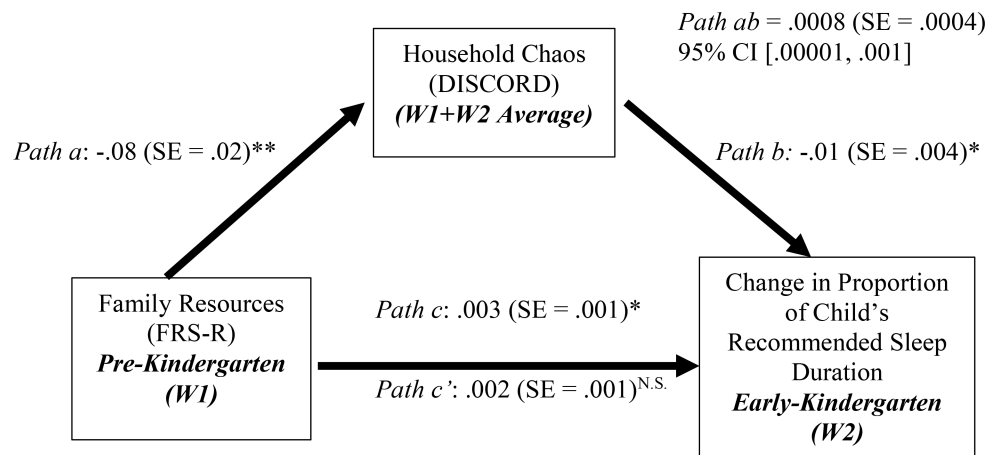 Path ab = .0008 (SE = .0004)
95% CI [.00001, .001]
Household Chaos
(DISCORD)
(W1+W2 Average)
Path a: -.08 (SE = .02)**
Path b: -.01 (SE = .004)*
Family Resources
(FRS-R)
Pre-Kindergarten
(W1)
Path c: .003 (SE = .001)*
Path c’: .002 (SE = .001)N.S.
Change in Proportion
of Child’s
Recommended Sleep
Duration
Early-Kindergarten
(W2)